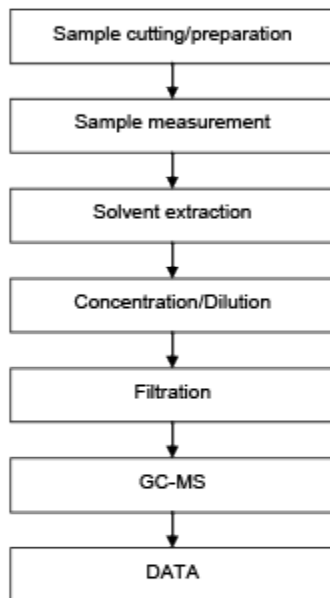 Sample cutting/preparation
Sample measurement
Solvent extraction
Concentration/Dilution
Filtration
GC-MS
DATA